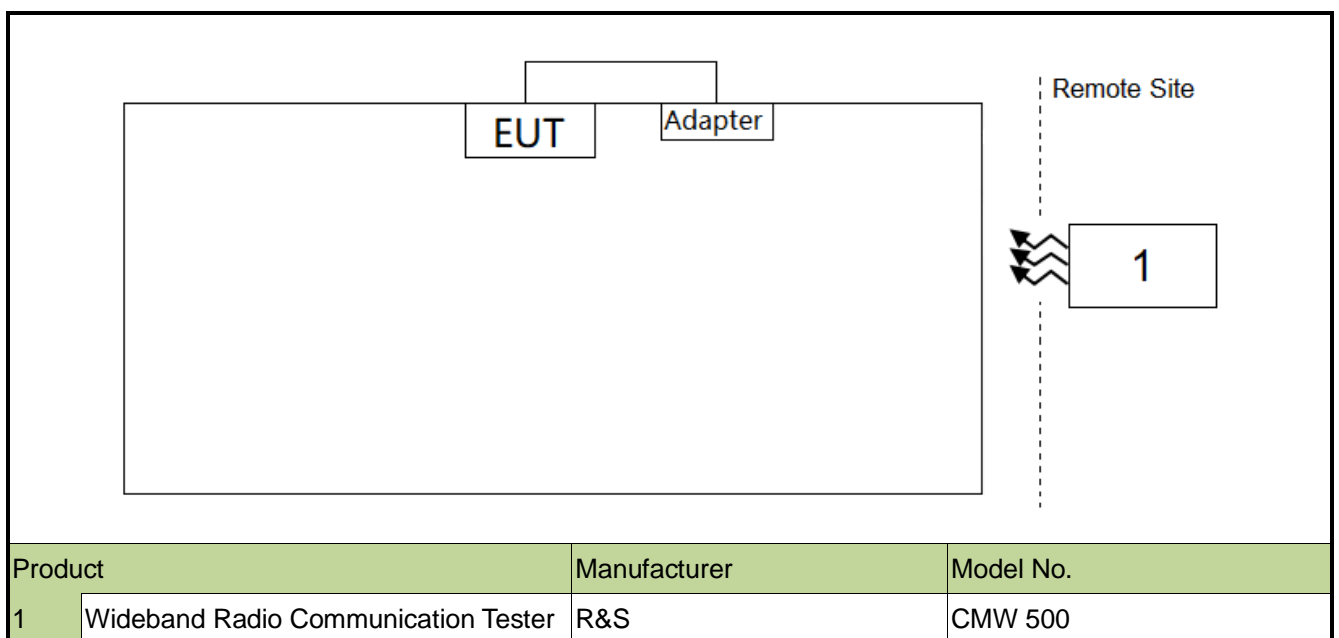 Remote Site
EUT
Adapter
1
Product Manufacturer Model No.
1 Wideband Radio Communication Tester R&S CMW 500